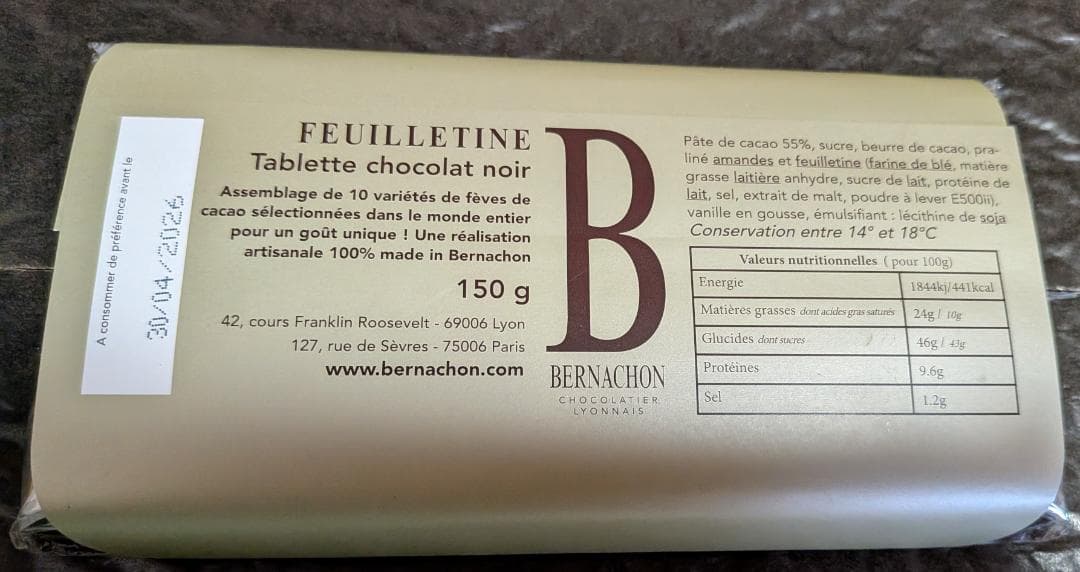 A consommer de préférence avant le
30/04/2026
FEUILLETINE
Tablette chocolat noir
Assemblage de 10 variétés de fèves de
cacao sélectionnées dans le monde entier
pour un goût unique ! Une réalisation
artisanale 100% made in Bernachon
150 g
42, cours Franklin Roosevelt - 69006 Lyon
127, rue de Sèvres - 75006 Paris
www.bernachon.com
B
BERNACHON
CHOCOLATIER
LYONNAIS
Pâte de cacao 55%, sucre, beurre de cacao, pra-
liné amandes et feuilletine (farine de blé, matière
grasse laitière anhydre, sucre de lait, protéine de
lait, sel, extrait de malt, poudre à lever E500ii),
vanille en gousse, émulsifiant : lécithine de soja
Conservation entre 14° et 18°C
Valeurs nutritionnelles ( pour 100g)
Energie 1844kj/441kcal
Matières grasses dont acides gras saturés 24g / 10g
Glucides dont sucres 46g / 43g
Protéines 9.6g
Sel 1.2g